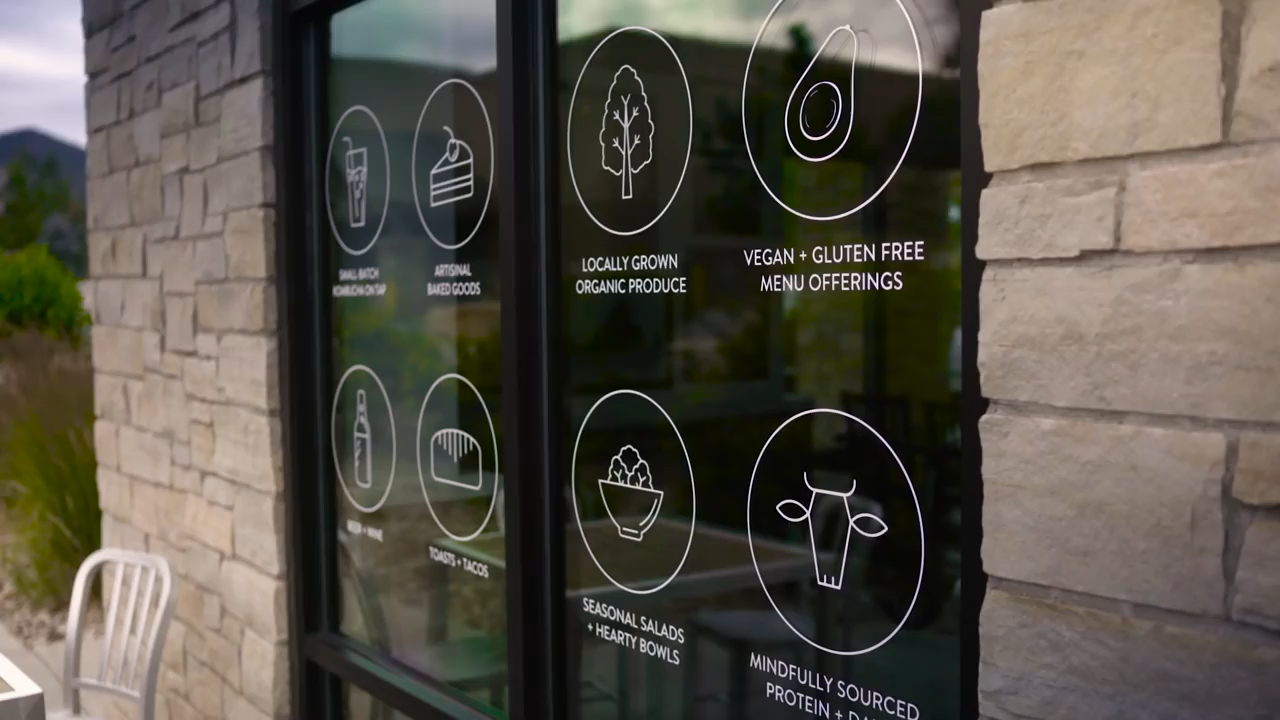 SMALL-BATCH
KOMBUCHA ON TAP
ARTISINAL
BAKED GOODS
LOCALLY GROWN
ORGANIC PRODUCE
VEGAN + GLUTEN FREE
MENU OFFERINGS
BEER + WINE
TOASTS + TACOS
SEASONAL SALADS
+ HEARTY BOWLS
MINDFULLY SOURCED
PROTEIN +